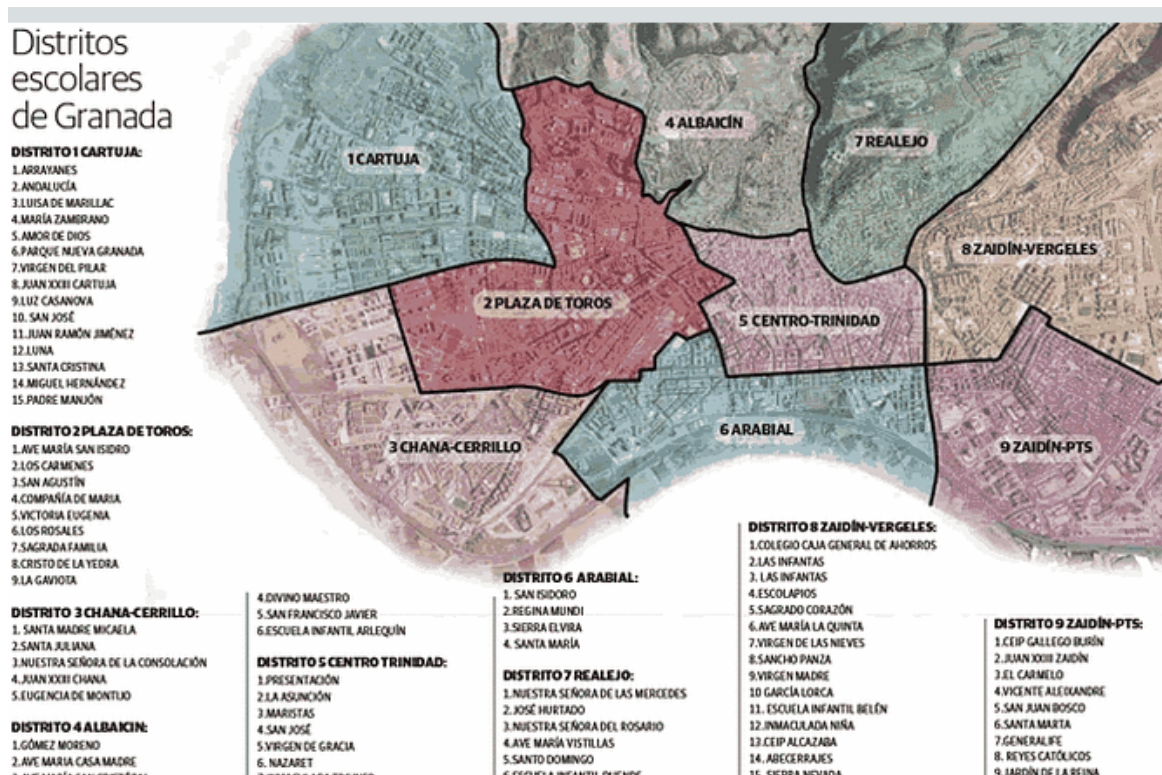 Distritos
escolares
de Granada
DISTRITO 1 CARTUJA:
1.ARRAYANES
2.ANDALUCÍA
3.LUISA DE MARILLAC
4.MARÍA ZAMBRANO
5.AMOR DE DIOS
6.PARQUE NUEVA GRANADA
7.VIRGEN DEL PILAR
8.JUAN XXIII CARTUJA
9.LUZ CASANOVA
10. SAN JOSÉ
11.JUAN RAMÓN JIMÉNEZ
12.LUNA
13.SANTA CRISTINA
14.MIGUEL HERNÁNDEZ
15.PADRE MANJÓN
DISTRITO 2 PLAZA DE TOROS:
1.AVE MARÍA SAN ISIDRO
2.LOS CARMENES
3.SAN AGUSTÍN
4.COMPAÑÍA DE MARIA
5.VICTORIA EUGENIA
6.LOS ROSALES
7.SAGRADA FAMILIA
8.CRISTO DE LA YEDRA
9.LA GAVIOTA
DISTRITO 3 CHANA-CERRILLO:
1. SANTA MADRE MICAELA
2.SANTA JULIANA
3.NUESTRA SEÑORA DE LA CONSOLACIÓN
4.JUAN XXIII CHANA
5.EUGENCIA DE MONTIJO
DISTRITO 4 ALBAICIN:
1.GÓMEZ MORENO
2.AVE MARIA CASA MADRE
4.DIVINO MAESTRO
5.SAN FRANCISCO JAVIER
6.ESCUELA INFANTIL ARLEQUÍN
DISTRITO 5 CENTRO TRINIDAD:
1.PRESENTACIÓN
2.LA ASUNCIÓN
3.MARISTAS
4.SAN JOSÉ
5.VIRGEN DE GRACIA
6. NAZARET
DISTRITO 6 ARABIAL:
1. SAN ISIDORO
2.REGINA MUNDI
3.SIERRA ELVIRA
4. SANTA MARÍA
DISTRITO 7 REALEJO:
1.NUESTRA SEÑORA DE LAS MERCEDES
2.JOSÉ HURTADO
3.NUESTRA SEÑORA DEL ROSARIO
4.AVE MARÍA VISTILLAS
5.SANTO DOMINGO
DISTRITO 8 ZAIDÍN-VERGELES:
1.COLEGIO CAJA GENERAL DE AHORROS
2.LAS INFANTAS
3. LAS INFANTAS
4.ESCOLAPIOS
5.SAGRADO CORAZÓN
6.AVE MARÍA LA QUINTA
7.VIRGEN DE LAS NIEVES
8.SANCHO PANZA
9.VIRGEN MADRE
10 GARCÍA LORCA
11. ESCUELA INFANTIL BELÉN
12.INMACULADA NIÑA
13.CEIP ALCAZABA
14. ABECERRAJES
15. SIERRA NEVADA
DISTRITO 9 ZAIDÍN-PTS:
1.CEIP GALLEGO BURÍN
2.JUAN XXIII ZAIDÍN
3.EL CARMELO
4.VICENTE ALEIXANDRE
5.SAN JUAN BOSCO
6.SANTA MARTA
7.GENERALIFE
8. REYES CATÓLICOS
9.JARDÍN DE LA REINA
1 CARTUJA
4 ALBAICÍN
7 REALEJO
8 ZAIDÍN-VERGELES
2 PLAZA DE TOROS
5 CENTRO-TRINIDAD
3 CHANA-CERRILLO
6 ARABIAL
9 ZAIDÍN-PTS